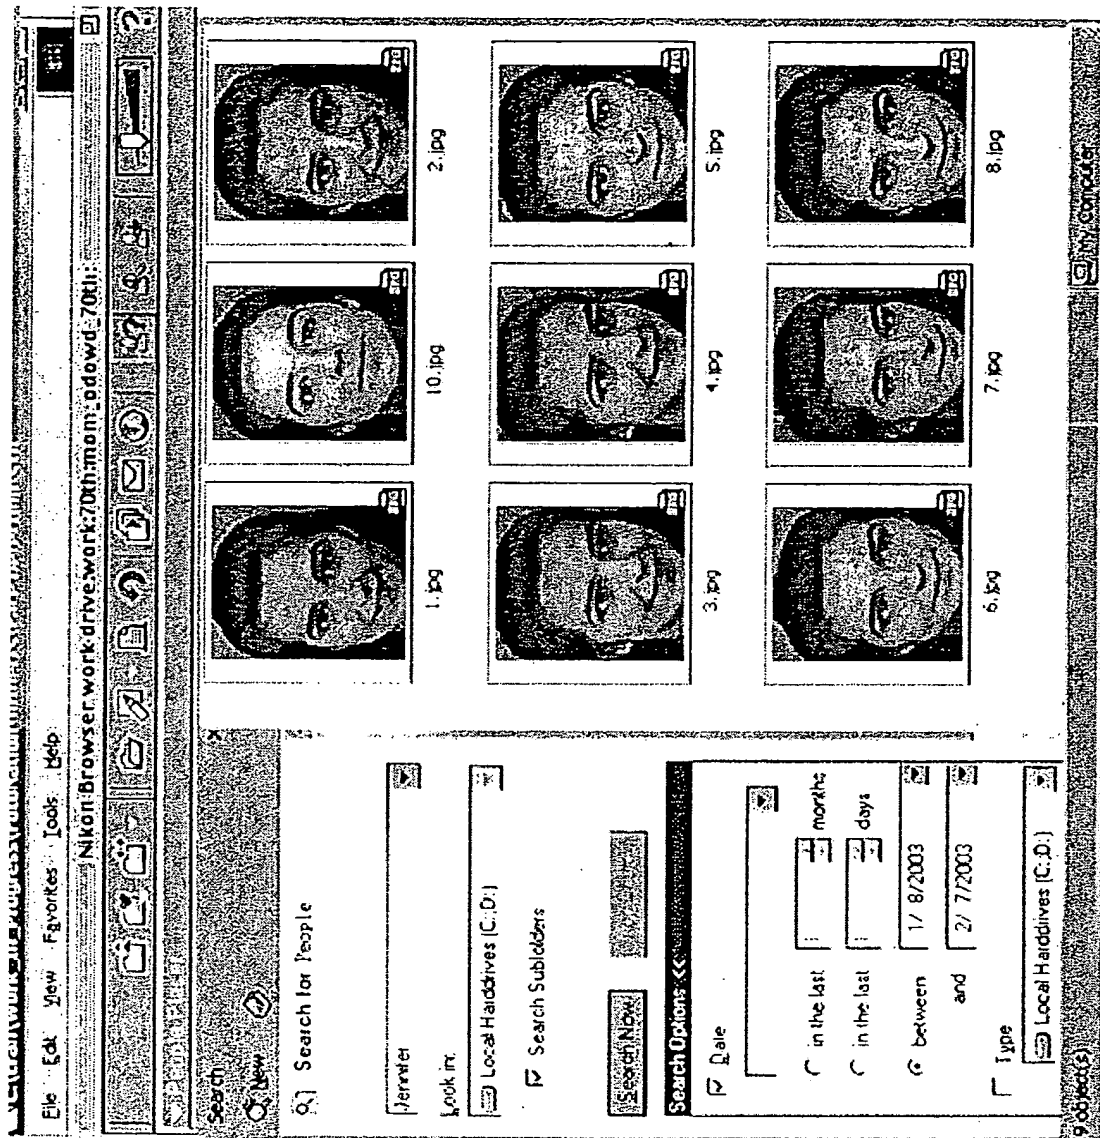 File Edit View Favorites Tools Help
Nikon Browser work drive:work:70th:mom_odowd_70th:
Search
New
Search for People
Jennifer
Look in:
Local Harddrives (C:;D:)
Search Subfolders
Search Now
Search Options <<
Date
in the last months
in the last days
between 1/ 8/2003
and 2/ 7/2003
Type
Local Harddrives (C:;D:)
1.jpg 10.jpg 2.jpg
3.jpg 4.jpg 5.jpg
6.jpg 7.jpg 8.jpg
9 object(s) My Computer